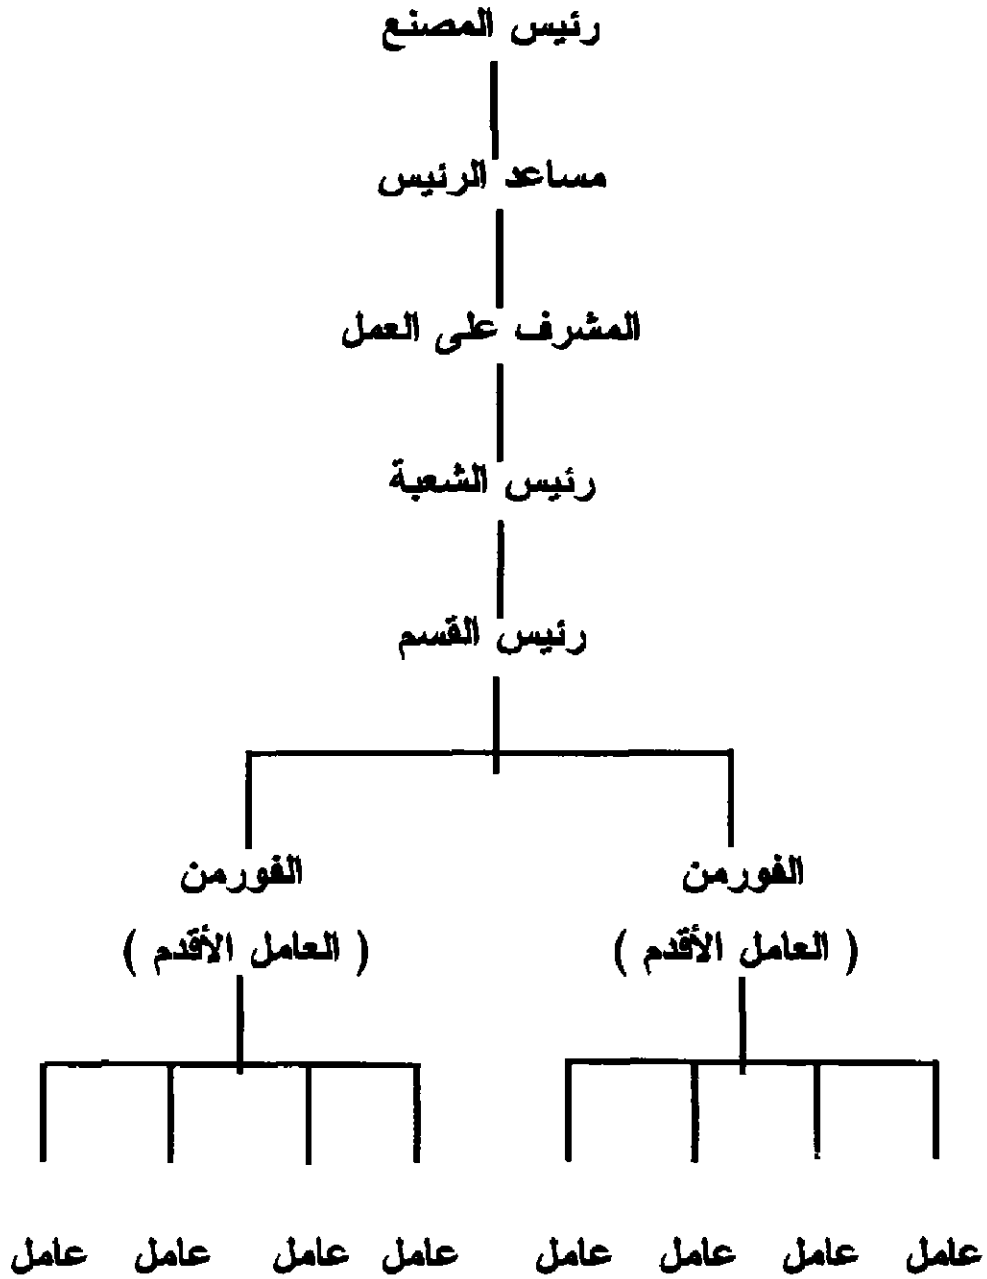 رئيس المصنع
مساعد الرئيس
المشرف على العمل
رئيس الشعبة
رئيس القسم
الفورمن
الفورمن
( العامل الأقدم )
( العامل الأقدم )
عامل عامل عامل عامل عامل عامل عامل عامل